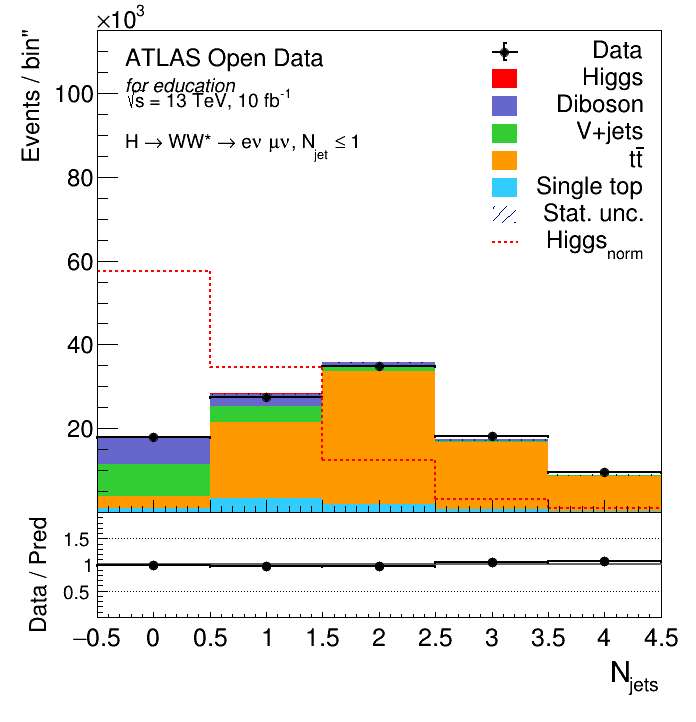 ×10³
Events / bin"
ATLAS Open Data
for education
√s = 13 TeV, 10 fb⁻¹
H → WW* → eν μν, N_jet ≤ 1
Data
Higgs
Diboson
V+jets
tt̄
Single top
Stat. unc.
Higgs_norm
100
80
60
40
20
Data / Pred
1.5
1
0.5
−0.5 0 0.5 1 1.5 2 2.5 3 3.5 4 4.5
N_jets